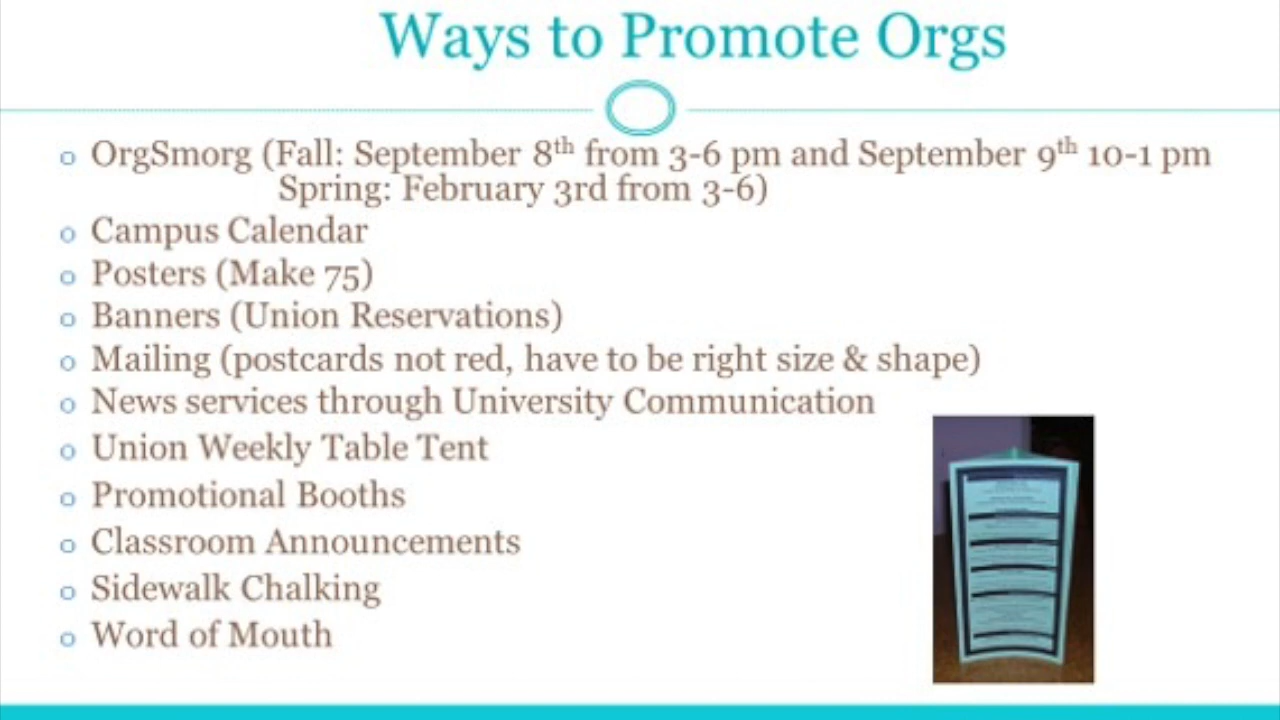 Ways to Promote Orgs
OrgSmorg (Fall: September 8th from 3-6 pm and September 9th 10-1 pm
Spring: February 3rd from 3-6)
Campus Calendar
Posters (Make 75)
Banners (Union Reservations)
Mailing (postcards not red, have to be right size & shape)
News services through University Communication
Union Weekly Table Tent
Promotional Booths
Classroom Announcements
Sidewalk Chalking
Word of Mouth